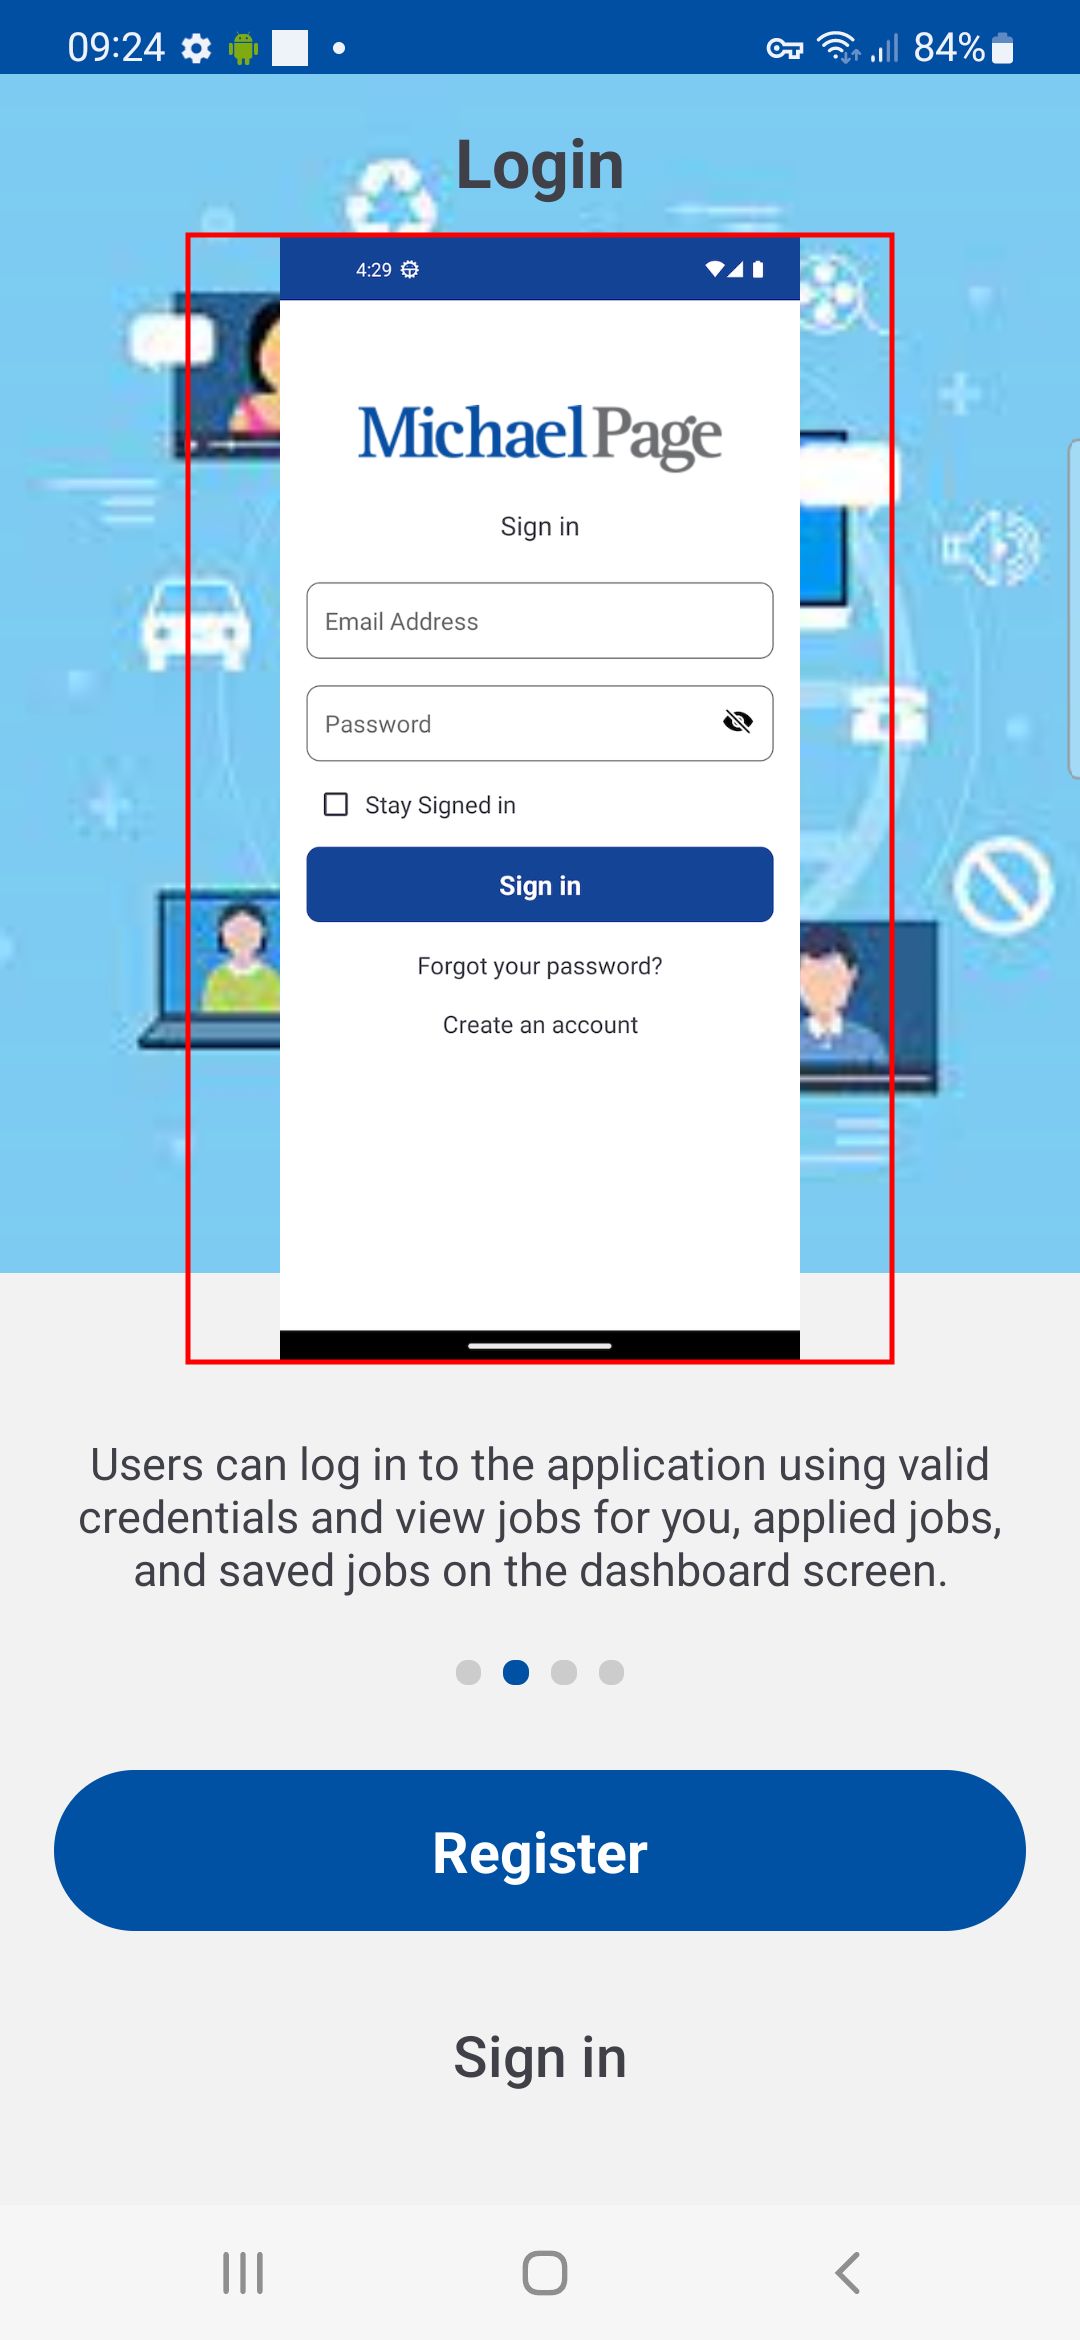 09:24
84%
Login
4:29
Michael Page
Sign in
Email Address
Password
Stay Signed in
Sign in
Forgot your password?
Create an account
Users can log in to the application using valid
credentials and view jobs for you, applied jobs,
and saved jobs on the dashboard screen.
Register
Sign in